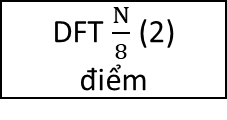 DFT N/8 (2)
điểm